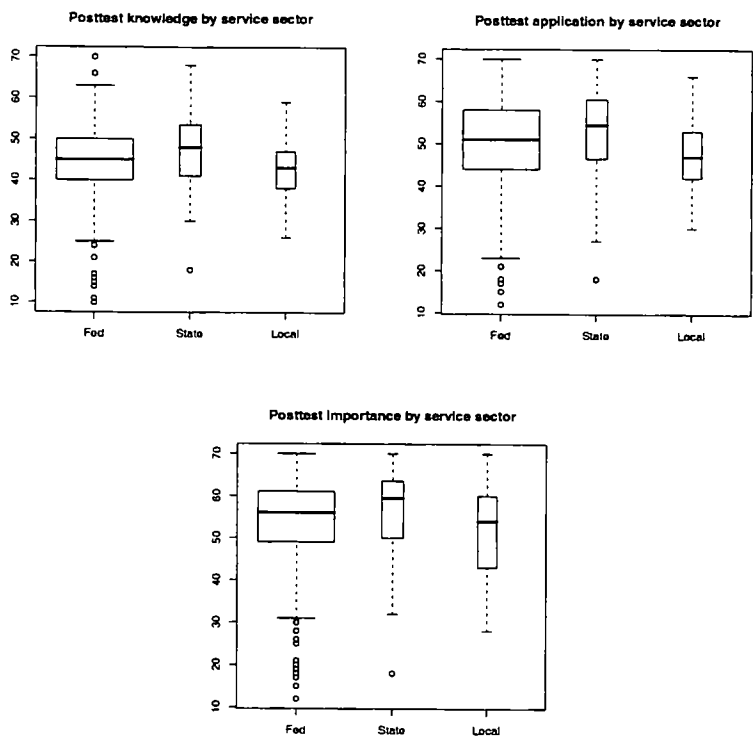 Posttest knowledge by service sector
70
60
50
40
30
20
10
Fed
State
Local
Posttest application by service sector
70
60
50
40
30
20
10
Fed
State
Local
Posttest Importance by service sector
70
60
50
40
30
20
10
Fed
State
Local